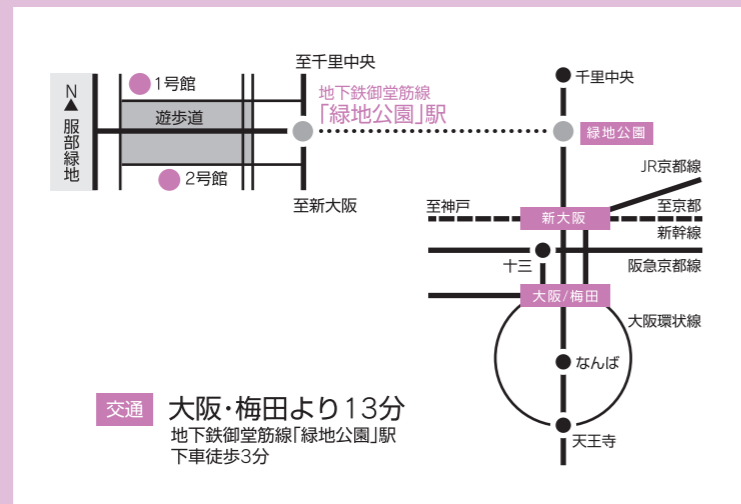 至千里中央
1号館
地下鉄御堂筋線
「緑地公園」駅
N
▲
服部緑地
遊歩道
2号館
至新大阪
千里中央
緑地公園
JR京都線
至神戸
新大阪
至京都
新幹線
十三
阪急京都線
大阪/梅田
大阪環状線
なんば
天王寺
交通
大阪・梅田より13分
地下鉄御堂筋線「緑地公園」駅
下車徒歩3分